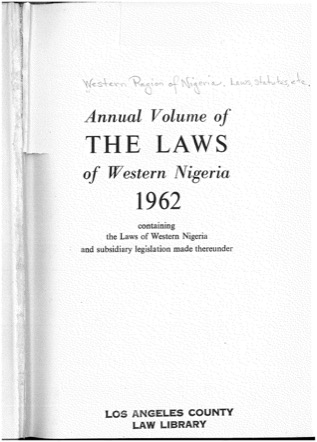 Western Region of Nigeria. Laws, statutes, etc.
Annual Volume of
THE LAWS
of Western Nigeria
1962
containing
the Laws of Western Nigeria
and subsidiary legislation made thereunder
LOS ANGELES COUNTY
LAW LIBRARY